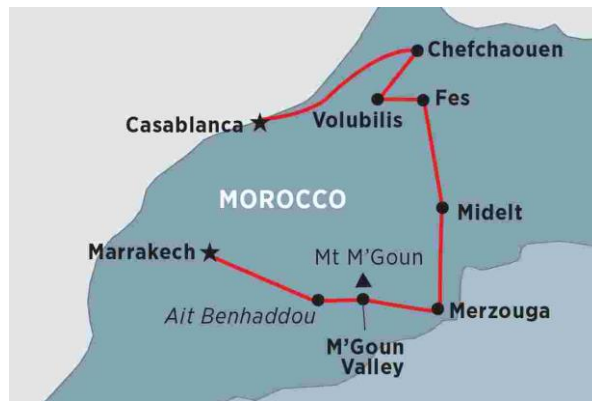 Chefchaouen
Volubilis
Fes
Casablanca
MOROCCO
Midelt
Marrakech
Mt M'Goun
Ait Benhaddou
Merzouga
M'Goun
Valley